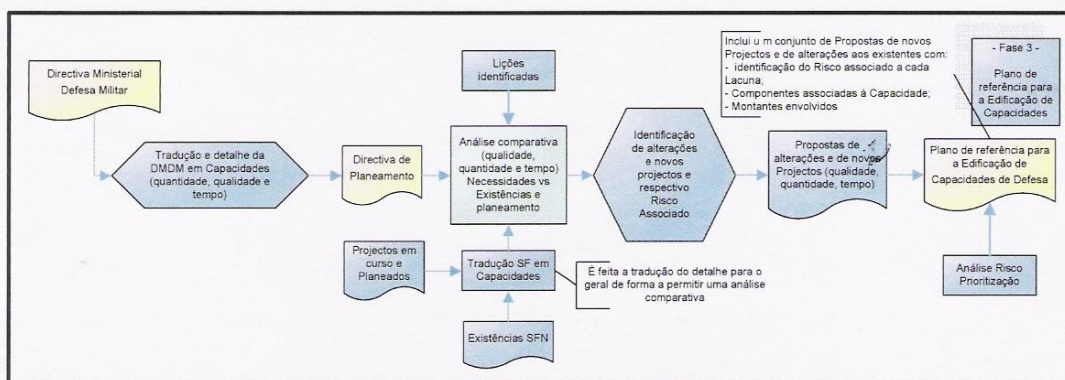 Directiva Ministerial
Defesa Militar
Tradução e detalhe da
DMDM em Capacidades
(quantidade, qualidade e
tempo)
Directiva de
Planeamento
Lições
identificadas
Análise comparativa
(qualidade,
quantidade e tempo)
Necessidades vs
Existências e
planeamento
Projectos em
curso e
Planeados
Tradução SF em
Capacidades
Existências SFN
É feita a tradução do detalhe para o
geral de forma a permitir uma análise
comparativa
Identificação
de alterações
e novos
projectos e
respectivo
Risco
Associado
Inclui u m conjunto de Propostas de novos
Projectos e de alterações aos existentes com:
- identificação do Risco associado a cada
Lacuna;
- Componentes associadas à Capacidade;
- Montantes envolvidos
Propostas de
alterações e de novos
Projectos (qualidade,
quantidade, tempo)
- Fase 3 -
Plano de
referência para
a Edificação de
Capacidades
Plano de referência para
a Edificação de
Capacidades de Defesa
Análise Risco
Prioritização